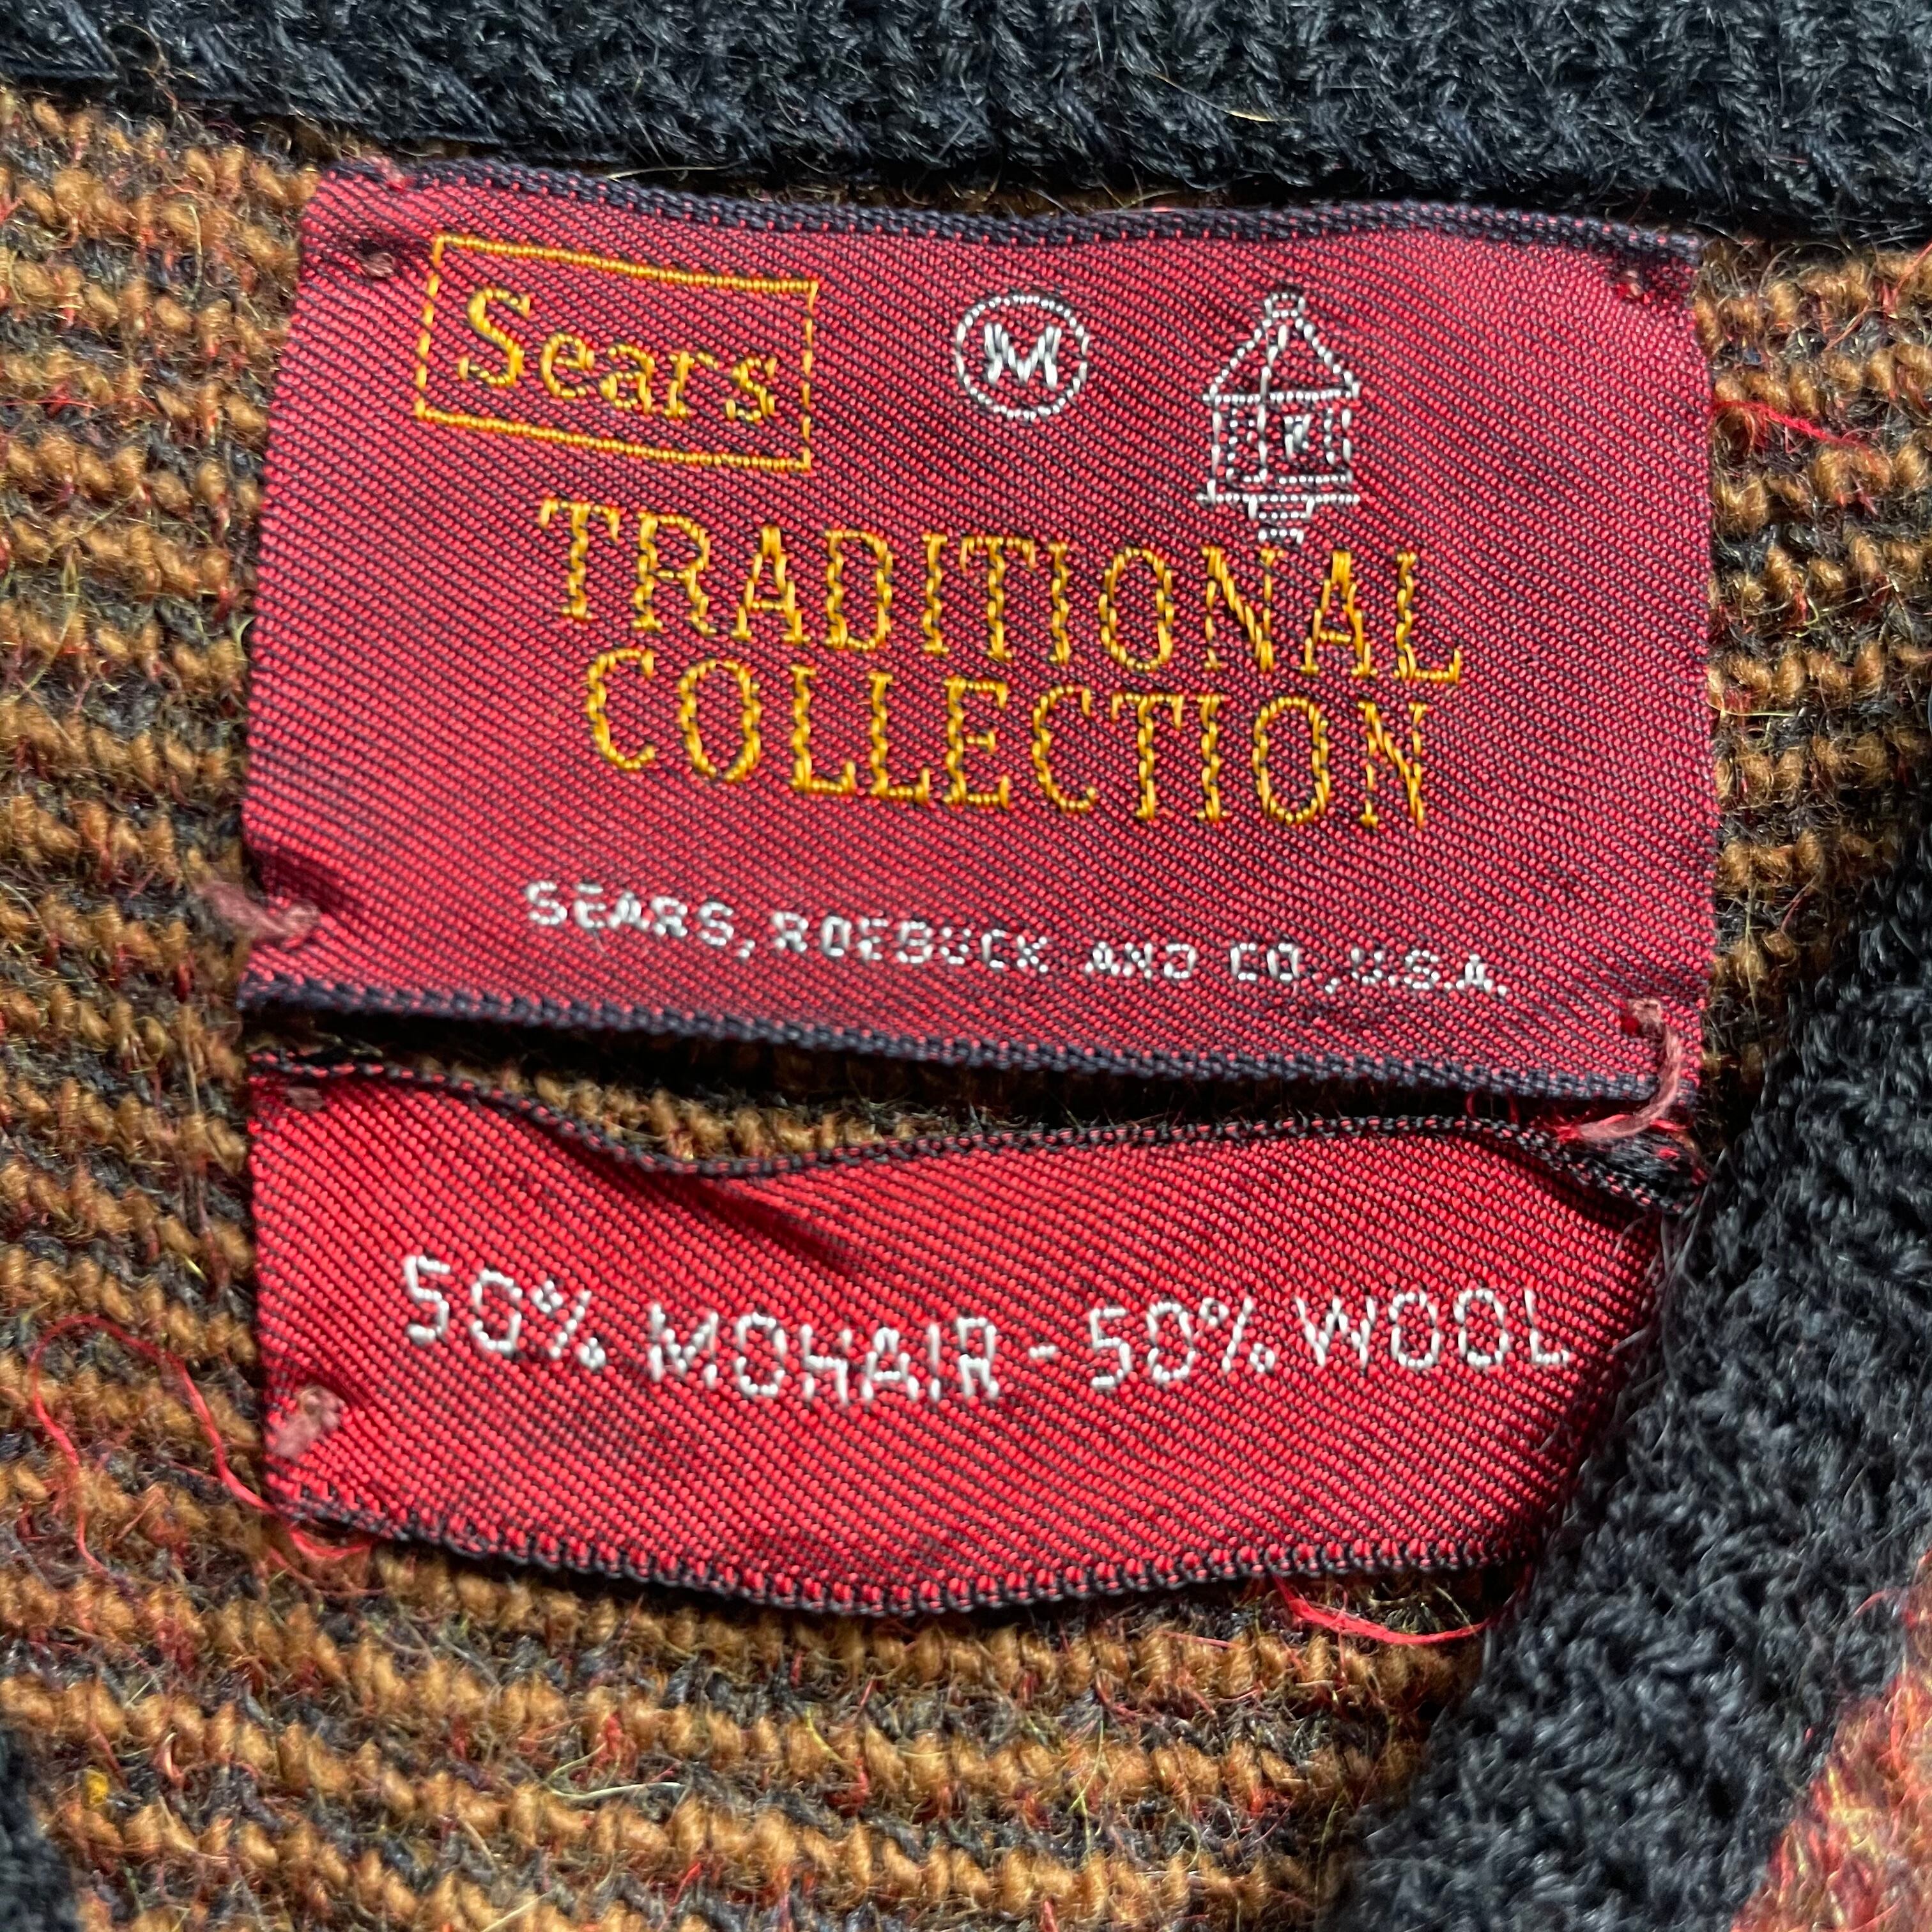 Sears
M
TRADITIONAL
COLLECTION
SEARS, ROEBUCK AND CO., U.S.A.
50% MOHAIR - 50% WOOL